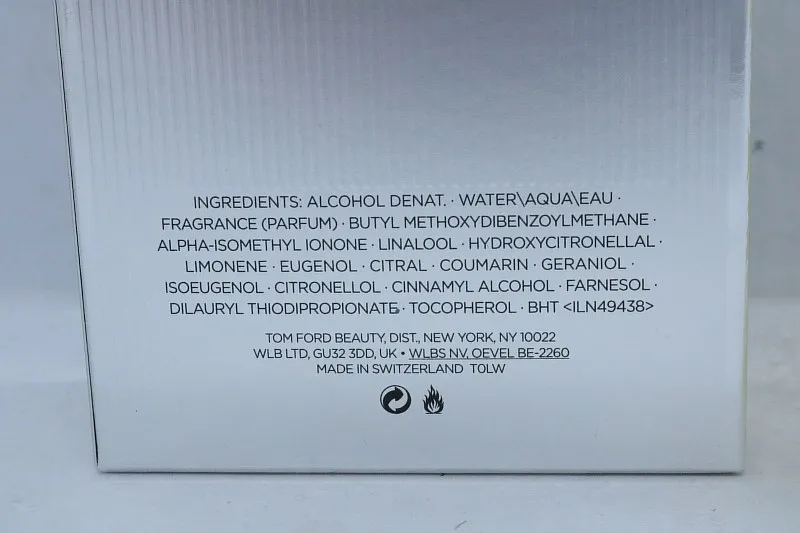 INGREDIENTS: ALCOHOL DENAT. · WATER\AQUA\EAU ·
FRAGRANCE (PARFUM) · BUTYL METHOXYDIBENZOYLMETHANE ·
ALPHA-ISOMETHYL IONONE · LINALOOL · HYDROXYCITRONELLAL ·
LIMONENE · EUGENOL · CITRAL · COUMARIN · GERANIOL ·
ISOEUGENOL · CITRONELLOL · CINNAMYL ALCOHOL · FARNESOL ·
DILAURYL THIODIPROPIONATE · TOCOPHEROL · BHT <ILN49438>
TOM FORD BEAUTY, DIST., NEW YORK, NY 10022
WLB LTD, GU32 3DD, UK • WLBS NV, OEVEL BE-2260
MADE IN SWITZERLAND T0LW